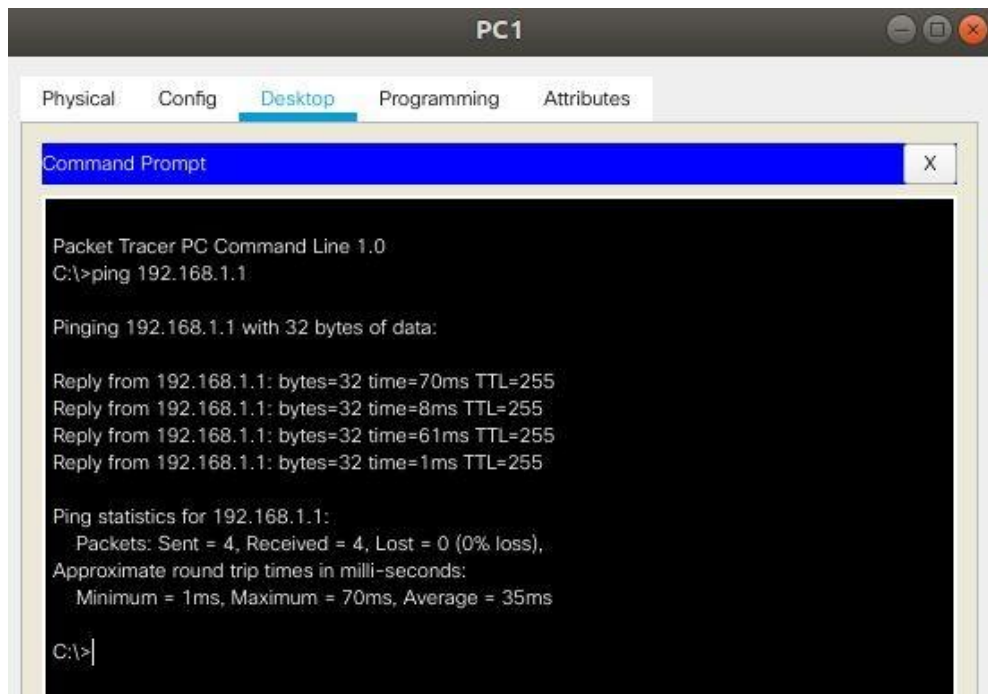 PC1
Physical Config Desktop Programming Attributes
Command Prompt
X
Packet Tracer PC Command Line 1.0
C:\>ping 192.168.1.1
Pinging 192.168.1.1 with 32 bytes of data:
Reply from 192.168.1.1: bytes=32 time=70ms TTL=255
Reply from 192.168.1.1: bytes=32 time=8ms TTL=255
Reply from 192.168.1.1: bytes=32 time=61ms TTL=255
Reply from 192.168.1.1: bytes=32 time=1ms TTL=255
Ping statistics for 192.168.1.1:
Packets: Sent = 4, Received = 4, Lost = 0 (0% loss),
Approximate round trip times in milli-seconds:
Minimum = 1ms, Maximum = 70ms, Average = 35ms
C:\>